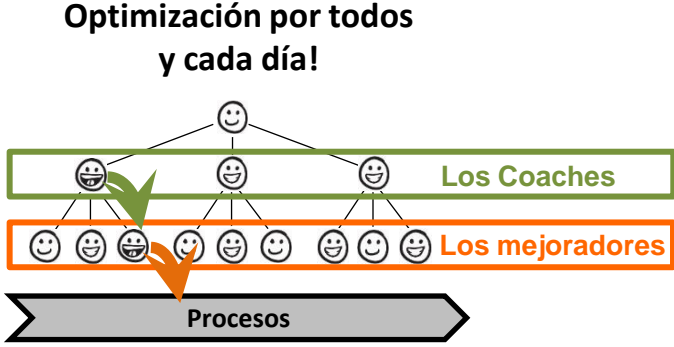 Optimización por todos
y cada día!
Los Coaches
Los mejoradores
Procesos